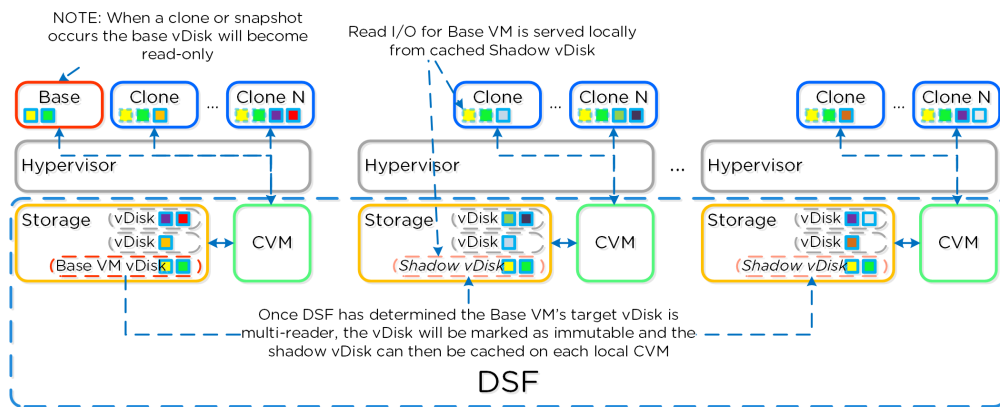 NOTE: When a clone or snapshot
occurs the base vDisk will become
read-only
Read I/O for Base VM is served locally
from cached Shadow vDisk
Base
Clone
...
Clone N
Clone
...
Clone N
Clone
...
Clone N
Hypervisor
Hypervisor
...
Hypervisor
Storage
vDisk
vDisk
Base VM vDisk
CVM
Storage
vDisk
vDisk
Shadow vDisk
CVM
Storage
vDisk
vDisk
Shadow vDisk
CVM
Once DSF has determined the Base VM's target vDisk is
multi-reader, the vDisk will be marked as immutable and the
shadow vDisk can then be cached on each local CVM
DSF